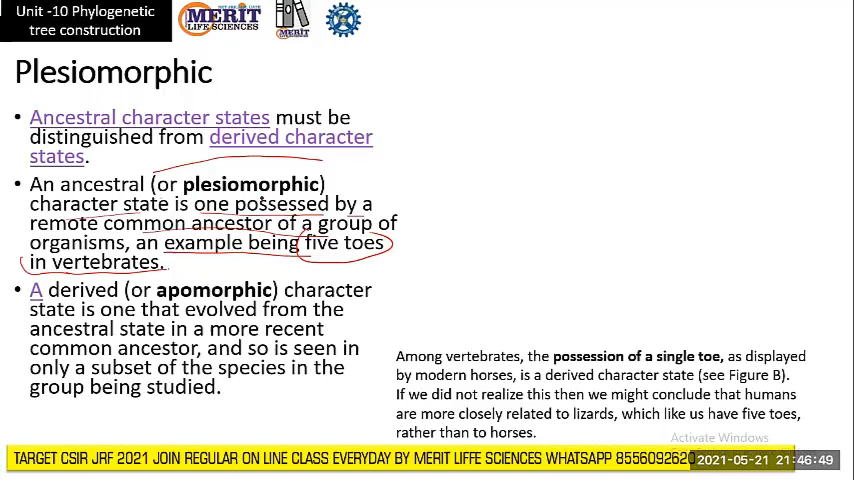 Unit -10 Phylogenetic
tree construction
MERIT
LIFE SCIENCES
MERIT
Plesiomorphic
• Ancestral character states must be
distinguished from derived character
states.
• An ancestral (or plesiomorphic)
character state is one possessed by a
remote common ancestor of a group of
organisms, an example being five toes
in vertebrates.
• A derived (or apomorphic) character
state is one that evolved from the
ancestral state in a more recent
common ancestor, and so is seen in
only a subset of the species in the
group being studied.
Among vertebrates, the possession of a single toe, as displayed
by modern horses, is a derived character state (see Figure B).
If we did not realize this then we might conclude that humans
are more closely related to lizards, which like us have five toes,
rather than to horses.
Activate Windows
TARGET CSIR JRF 2021 JOIN REGULAR ON LINE CLASS EVERYDAY BY MERIT LIFFE SCIENCES WHATSAPP 8556092620
2021-05-21 21:46:49